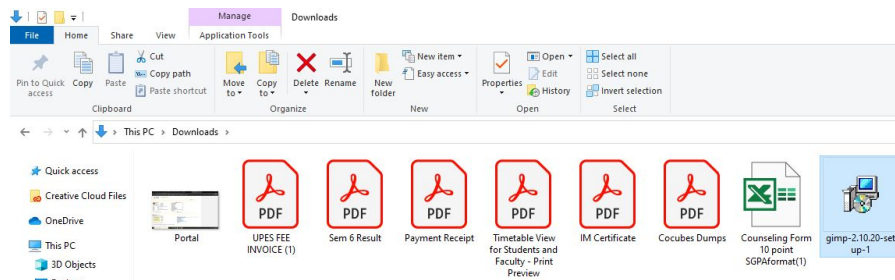 Manage
Downloads
File
Home
Share
View
Application Tools
Pin to Quick
access
Copy
Paste
Cut
Copy path
Paste shortcut
Clipboard
Move
to
Copy
to
Delete
Rename
Organize
New
folder
New item
Easy access
New
Properties
Open
Edit
History
Open
Select all
Select none
Invert selection
Select
This PC > Downloads >
Quick access
Creative Cloud Files
OneDrive
This PC
3D Objects
Portal
PDF
UPES FEE
INVOICE (1)
PDF
Sem 6 Result
PDF
Payment Receipt
PDF
Timetable View
for Students and
Faculty - Print
Preview
PDF
IM Certificate
PDF
Cocubes Dumps
Counseling Form
10 point
SGPAformat(1)
gimp-2.10.20-set
up-1